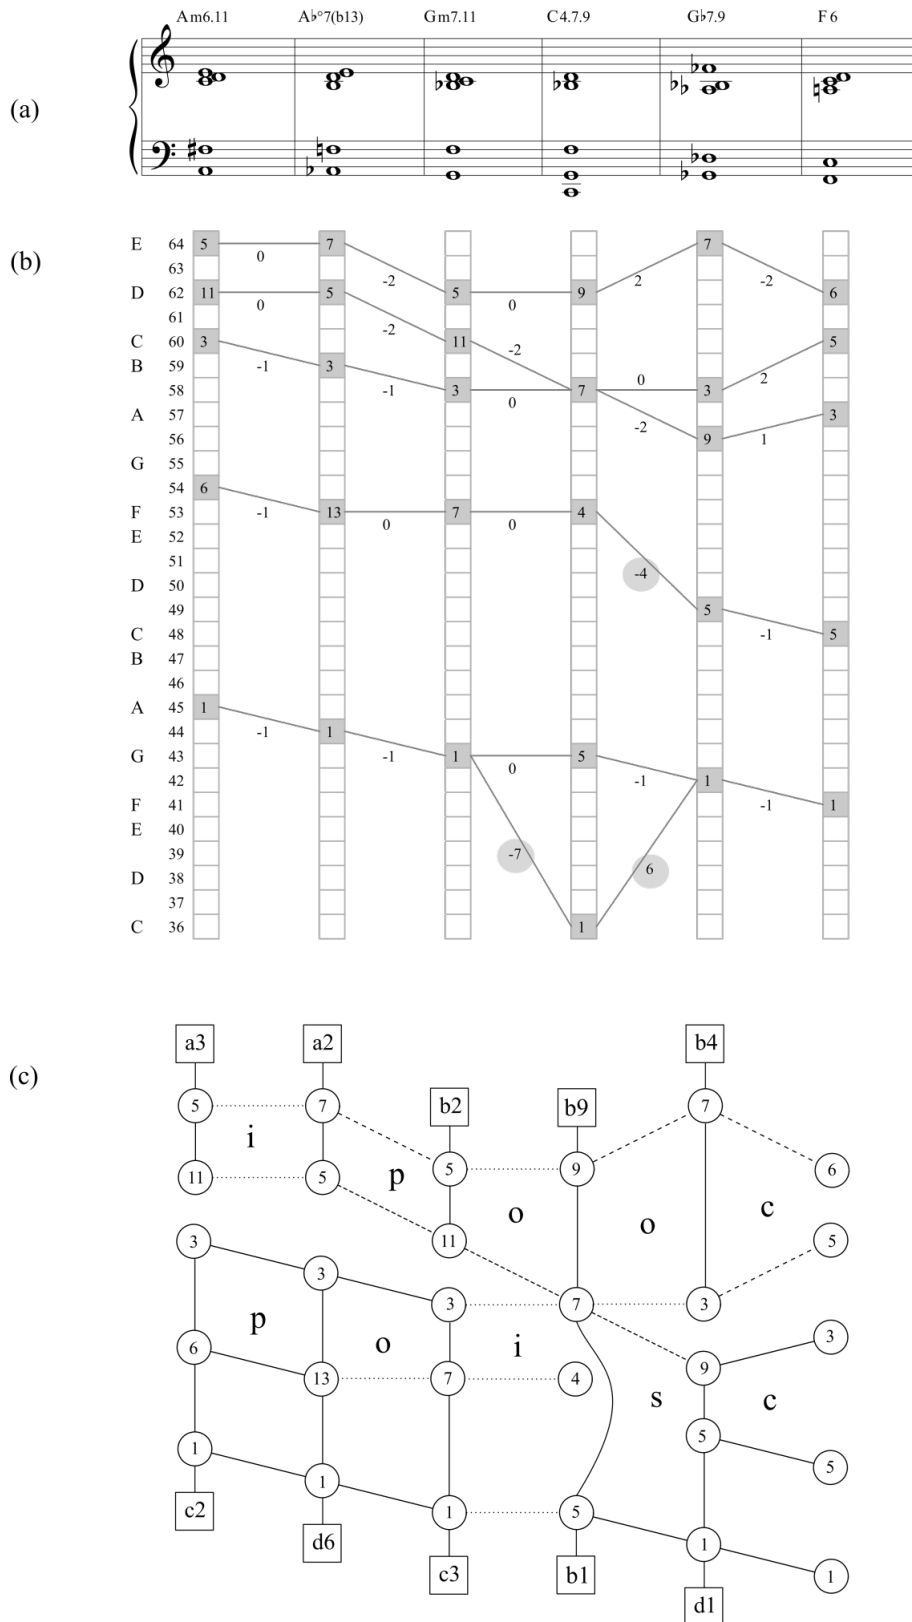 Am6.11 Ab°7(b13) Gm7.11 C4.7.9 Gb7.9 F6
(a)
(b)
E 64 5 7 7
63 0 -2 2 -2
D 62 11 5 5 9 6
61 0 -2 0
C 60 3 11 -2 5
B 59 -1 3 0 2
58 -1 3 0 7 3
A 57 -2 3
56 9 1
G 55
54 6
F 53 -1 13 0 7 0 4
E 52
51
D 50 -4
49 5
C 48 -1 5
B 47
46
A 45 1
44 -1 1
G 43 -1 1 0 5
42 -1 1
F 41 -1 1
E 40
39 -7 6
D 38
37
C 36 1
(c)
a3 a2 b4
5 7 b2 b9 7
i
11 5 p 5 9 6
o o c
3 11 5
3 3 7 3
p o i 3
6 13 7 4 9
s c
1 5 5
1 1 5
c2 d6 c3 b1 1 1
d1